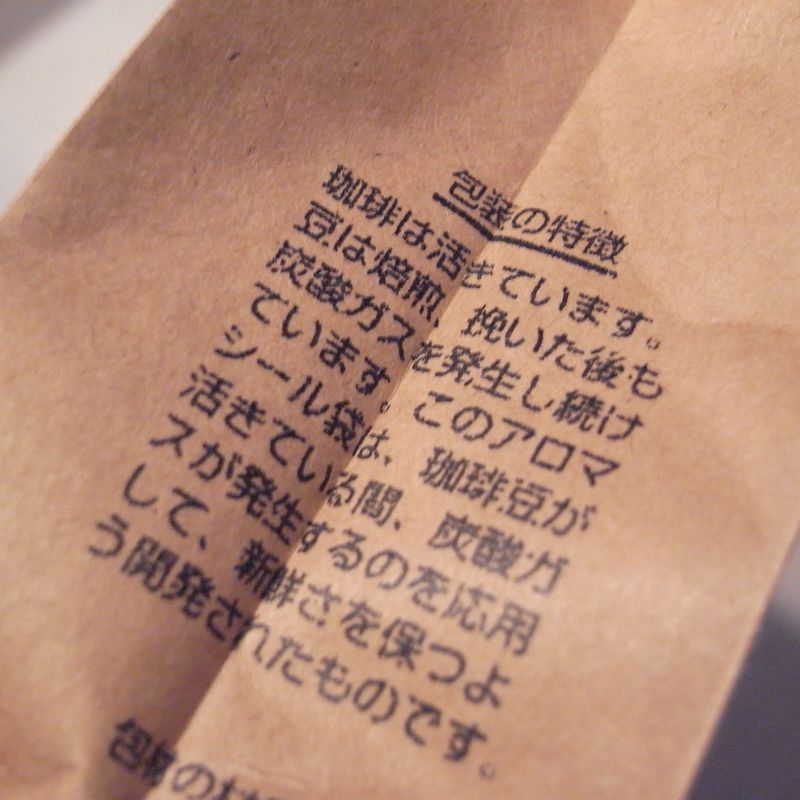 包装の特徴
珈琲は活きています。
豆は焙煎、挽いた後も
炭酸ガスを発生し続け
ています。このアロマ
シール袋は、珈琲豆が
活きている間、炭酸ガ
スが発生するのを応用
して、新鮮さを保つよ
う開発されたものです。
包装の材